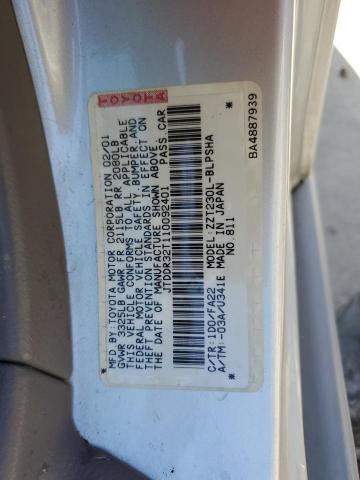 TOYOTA TOYOTA TOYOTA
MFD BY:TOYOTA MOTOR CORPORATION 02/01
GVWR 3325LB GAWR FR 2115LB RR 2080LB
THIS VEHICLE CONFORMS TO ALL APPLICABLE
FEDERAL MOTOR VEHICLE SAFETY, BUMPER, AND
THEFT PREVENTION STANDARDS IN EFFECT ON
THE DATE OF MANUFACTURE SHOWN ABOVE.
JTDDR32T110092401 PASS. CAR
C/TR:1D0/FA22 MODEL:ZZT230L-BLPSHA
A/TM:-03A/U341E MADE IN JAPAN
NO.811
BA4887939